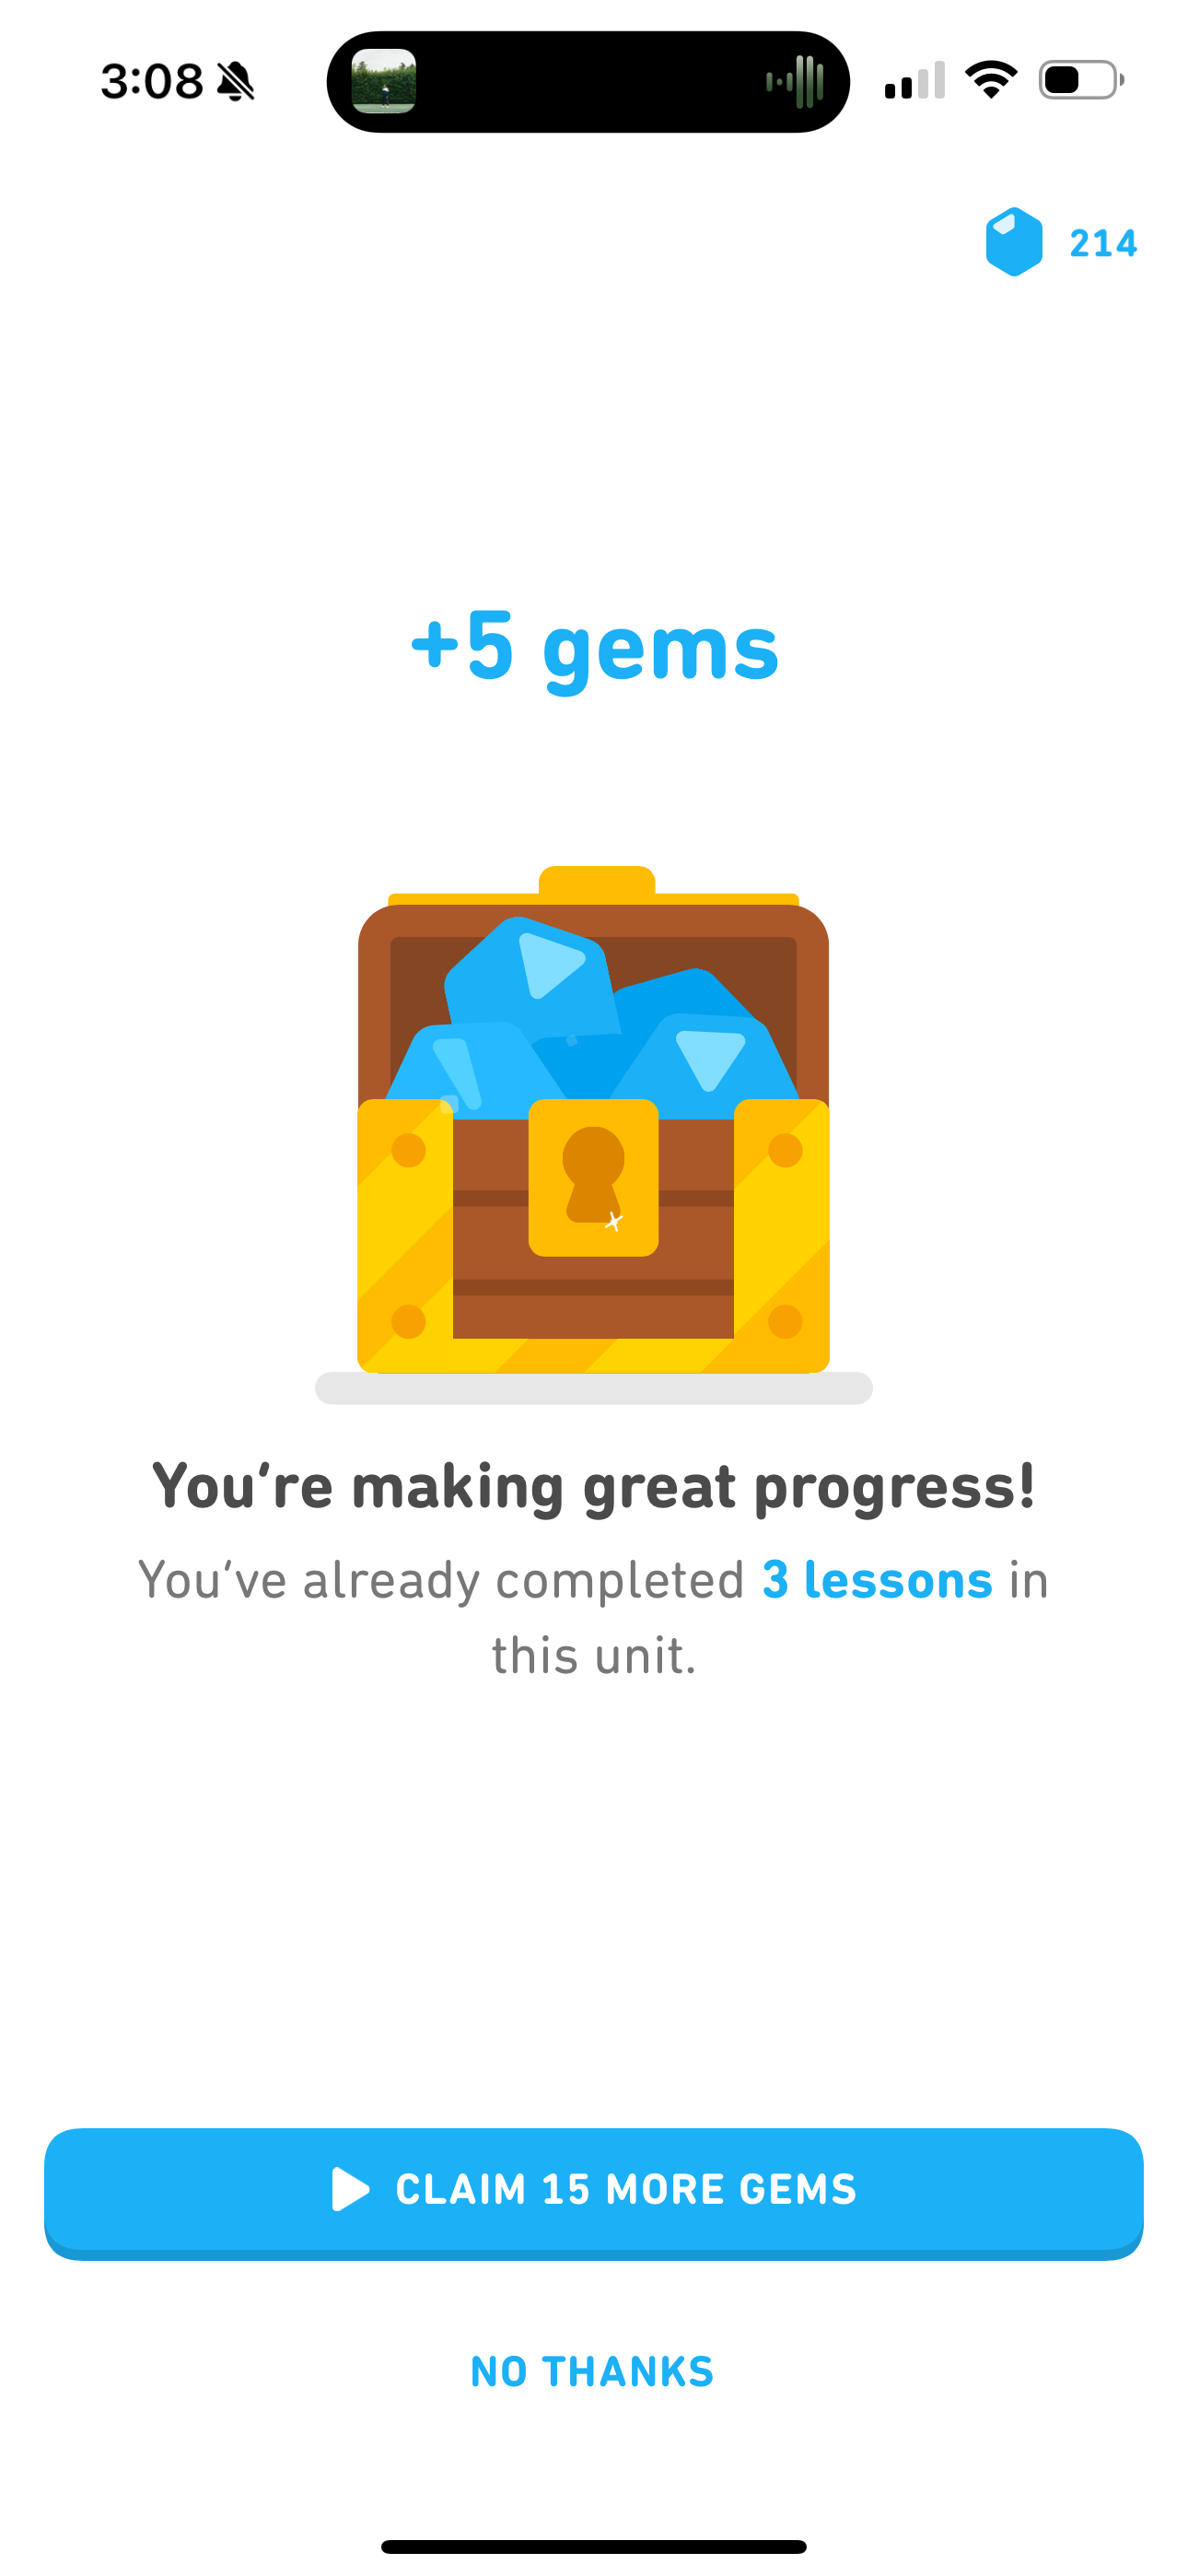 3:08
214
+5 gems
You're making great progress!
You've already completed 3 lessons in
this unit.
CLAIM 15 MORE GEMS
NO THANKS